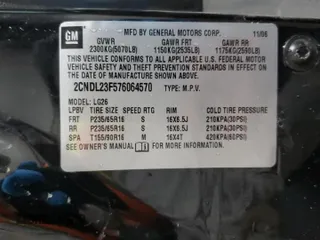 GM
MFD BY GENERAL MOTORS CORP. 11/06
GVWR GAWR FRT GAWR RR
2300KG(5070LB) 1150KG(2535LB) 1175KG(2590LB)
THIS VEHICLE CONFORMS TO ALL APPLICABLE U.S. FEDERAL MOTOR
VEHICLE SAFETY AND THEFT PREVENTION STANDARDS
IN EFFECT ON THE DATE OF MANUFACTURE SHOWN ABOVE.
2CNDL23F576064570 TYPE: M.P.V.
MODEL: LG26
LPBV TIRE SIZE SPEED RTG RIM COLD TIRE PRESSURE
FRT P235/65R16 S 16X6.5J 210KPA(30PSI)
RR P235/65R16 S 16X6.5J 210KPA(30PSI)
SPA T155/90R16 M 16X4T 420KPA(60PSI)
SEE OWNER'S MANUAL FOR MORE INFORMATION.